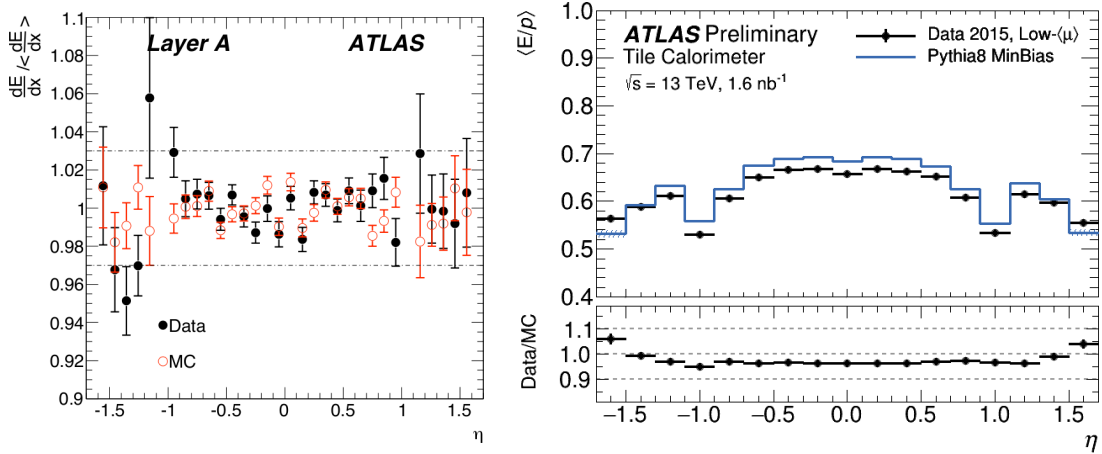 dE/dx /<dE/dx>
1.1
1.08
1.06
1.04
1.02
1
0.98
0.96
0.94
0.92
0.9
Layer A
ATLAS
Data
MC
-1.5 -1 -0.5 0 0.5 1 1.5
η
⟨E/p⟩
1.0
0.9
0.8
0.7
0.6
0.5
0.4
ATLAS Preliminary
Tile Calorimeter
√s = 13 TeV, 1.6 nb⁻¹
Data 2015, Low-⟨μ⟩
Pythia8 MinBias
Data/MC
1.1
1.0
0.9
−1.5 −1.0 −0.5 0.0 0.5 1.0 1.5
η